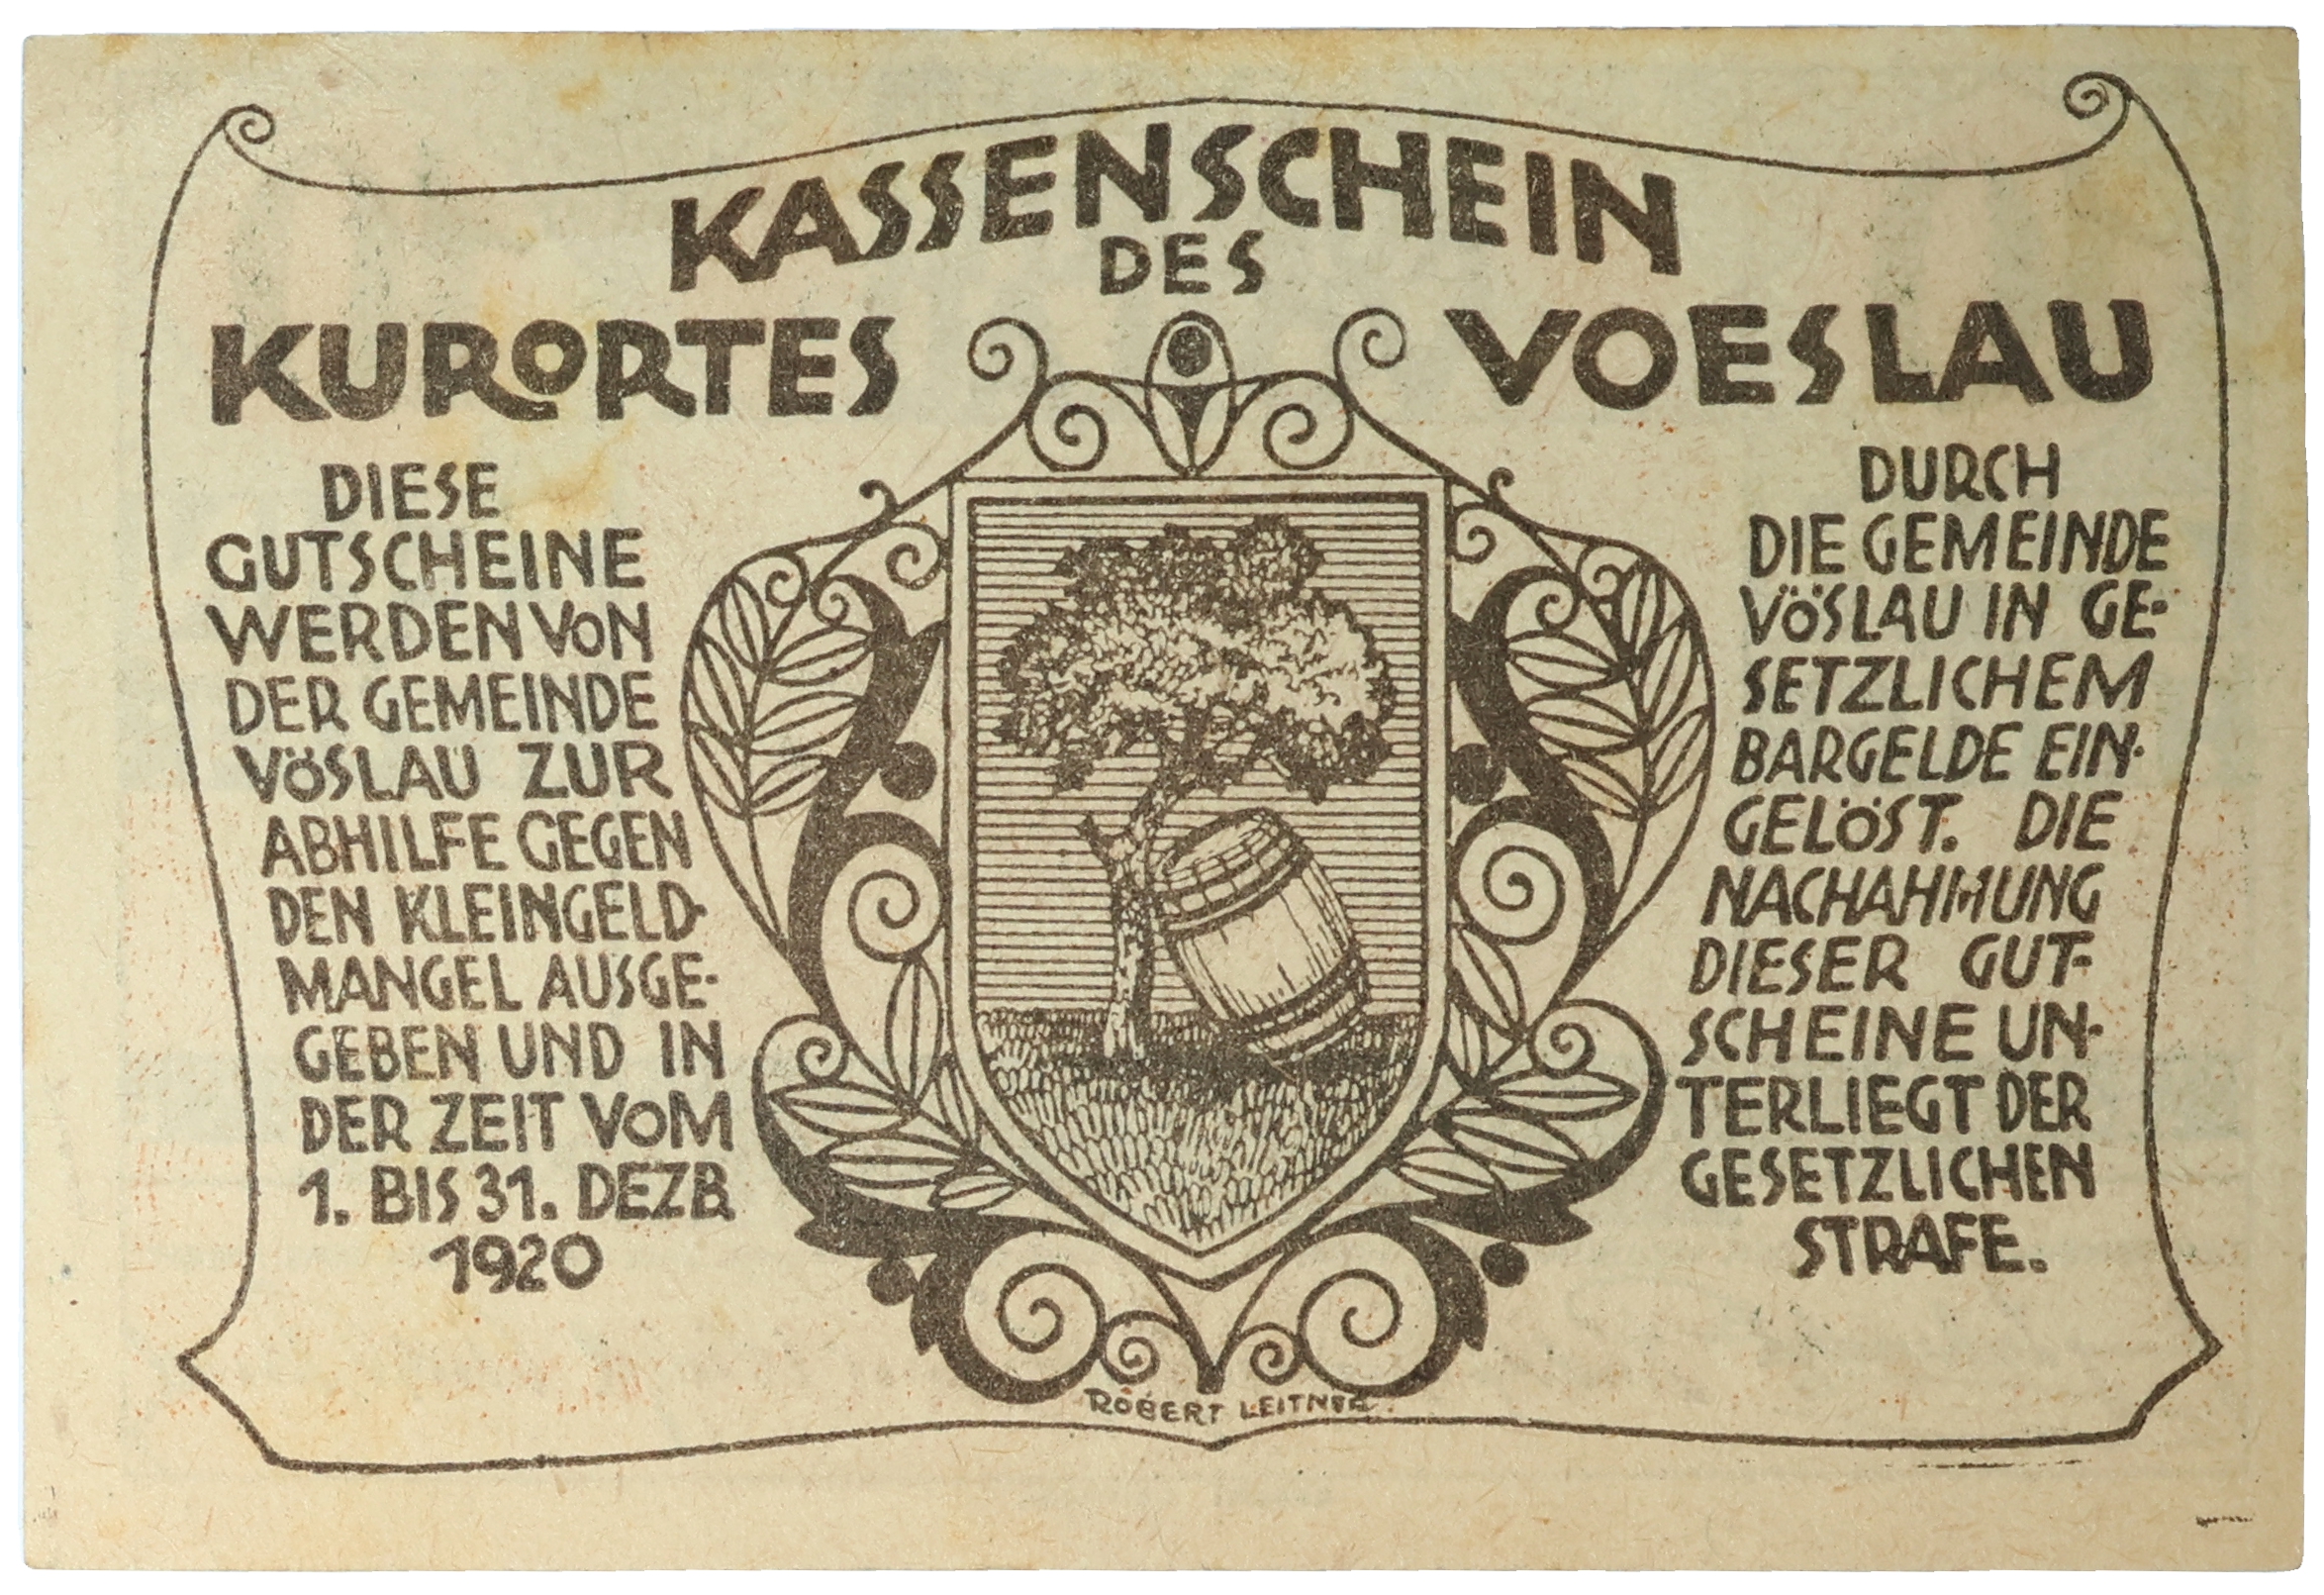 KASSENSCHEIN
DES
KURORTES VOESLAU
DIESE
GUTSCHEINE
WERDEN VON
DER GEMEINDE
VÖSLAU ZUR
ABHILFE GEGEN
DEN KLEINGELD-
MANGEL AUSGE-
GEBEN UND IN
DER ZEIT VOM
1. BIS 31. DEZB.
1920
DURCH
DIE GEMEINDE
VÖSLAU IN GE-
SETZLICHEM
BARGELDE EIN-
GELÖST. DIE
NACHAHMUNG
DIESER GUT-
SCHEINE UN-
TERLIEGT DER
GESETZLICHEN
STRAFE.
ROBERT LEITNER.